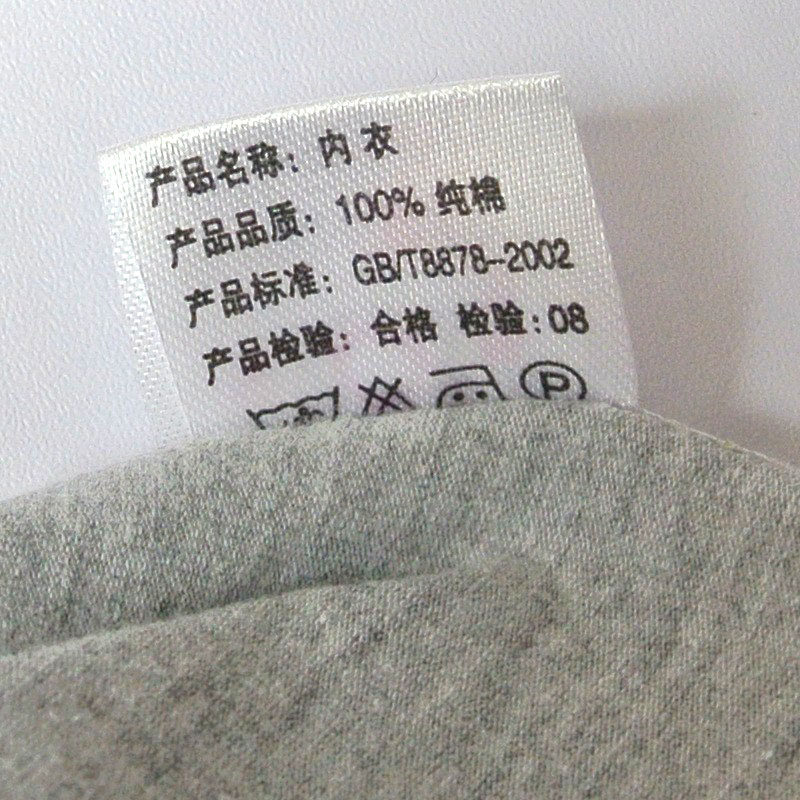 产品名称：内衣
产品品质：100% 纯棉
产品标准：GB/T8878-2002
产品检验：合格 检验：08
P